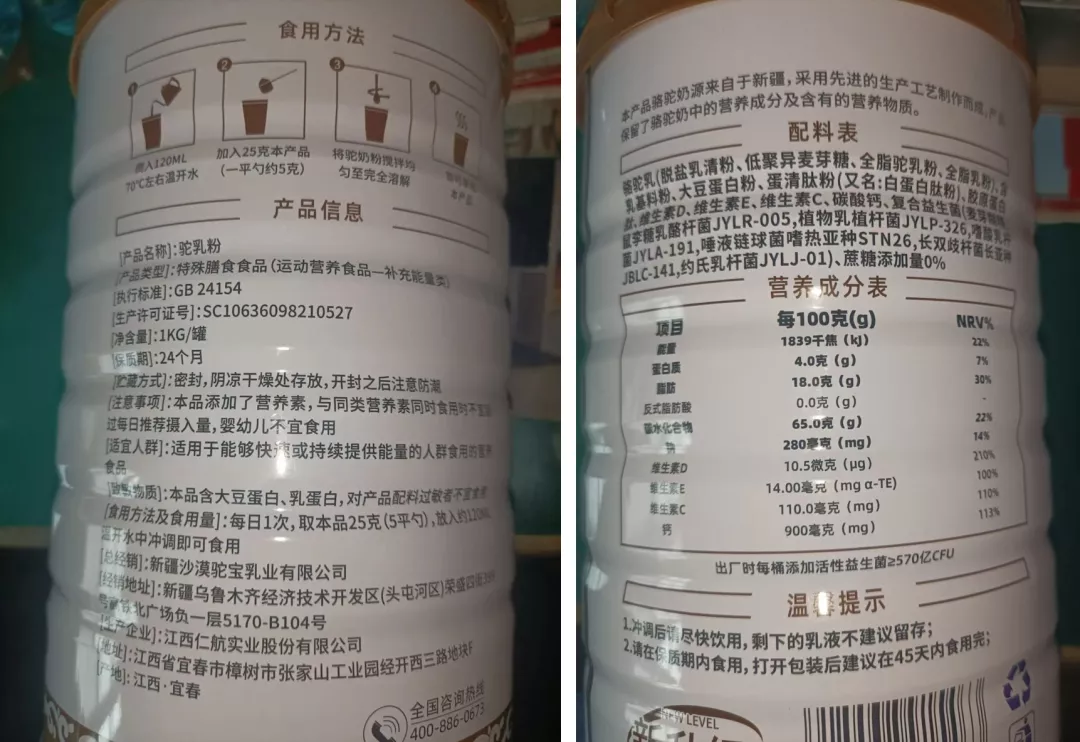 食用方法
1
2
3
4
倒入120ML
70℃左右温开水
加入25克本产品
(一平勺约5克)
将驼奶粉搅拌均
匀至完全溶解
本产品
产品信息
[产品名称]:驼乳粉
[产品类型]:特殊膳食食品(运动营养食品—补充能量类)
[执行标准]:GB 24154
[生产许可证号]:SC10636098210527
[净含量]:1KG/罐
[保质期]:24个月
[贮藏方式]:密封,阴凉干燥处存放,开封之后注意防潮
[注意事项]:本品添加了营养素,与同类营养素同时食用时不宜超
过每日推荐摄入量,婴幼儿不宜食用
[适宜人群]:适用于能够快速或持续提供能量的人群食用的营养
食品
[致敏物质]:本品含大豆蛋白、乳蛋白,对产品配料过敏者不宜食用
[食用方法及食用量]:每日1次,取本品25克(5平勺),放入约120ML
温开水中冲调即可食用
[总经销]:新疆沙漠驼宝乳业有限公司
[经销地址]:新疆乌鲁木齐经济技术开发区(头屯河区)荣盛四街399
北广场负一层5170-B104号
[生产企业]:江西仁航实业股份有限公司
[地址]:江西省宜春市樟树市张家山工业园经开西三路地块F
[产地]:江西·宜春
全国咨询热线
400-886-0673
本产品骆驼奶源来自于新疆,采用先进的生产工艺制作而成,产品
保留了骆驼奶中的营养成分及含有的营养物质。
配料表
骆驼乳(脱盐乳清粉、低聚异麦芽糖、全脂驼乳粉、全脂乳粉)、
乳基料粉、大豆蛋白粉、蛋清肽粉(又名:白蛋白肽粉)、胶原蛋白
肽、维生素D、维生素E、维生素C、碳酸钙、复合益生菌(麦芽糊精、
鼠李糖乳酪杆菌JYLR-005,植物乳植杆菌JYLP-326,嗜酸乳杆
菌JYLA-191,唾液链球菌嗜热亚种STN26,长双歧杆菌长亚种
JBLC-141,约氏乳杆菌JYLJ-01)、蔗糖添加量0%
营养成分表
项目 每100克(g) NRV%
能量 1839千焦(kJ) 22%
蛋白质 4.0克(g) 7%
脂肪 18.0克(g) 30%
反式脂肪酸 0.0克(g) -
碳水化合物 65.0克(g) 22%
钠 280毫克(mg) 14%
维生素D 10.5微克(μg) 210%
维生素E 14.00毫克(mg α-TE) 100%
维生素C 110.0毫克(mg) 110%
钙 900毫克(mg) 113%
出厂时每桶添加活性益生菌≥570亿CFU
温馨提示
1.冲调后请尽快饮用,剩下的乳液不建议留存;
2.请在保质期内食用,打开包装后建议在45天内食用完;
NEW LEVEL